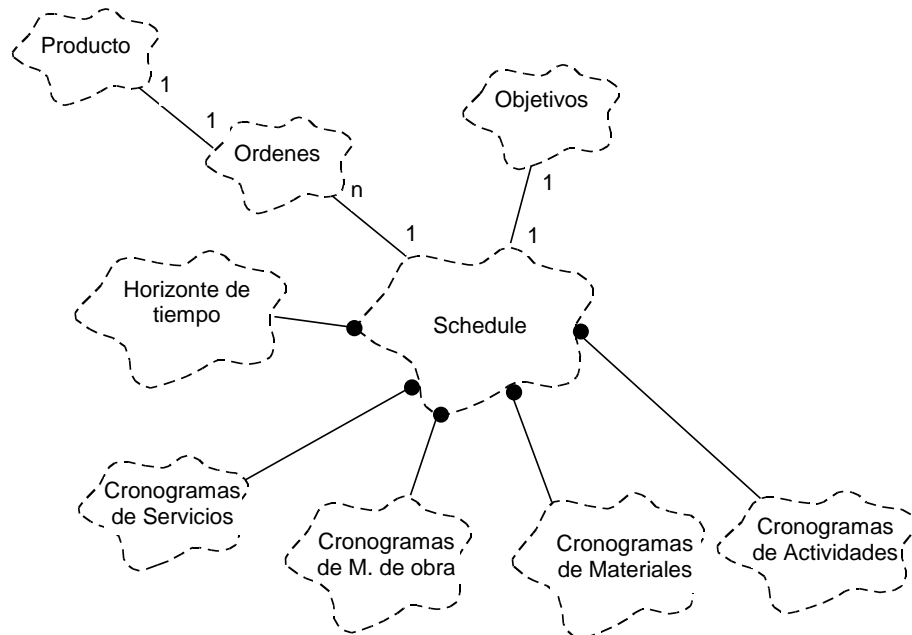 Producto
1
1
Ordenes
n
1
Objetivos
1
1
Horizonte de
tiempo
Schedule
Cronogramas
de Servicios
Cronogramas
de M. de obra
Cronogramas
de Materiales
Cronogramas
de Actividades